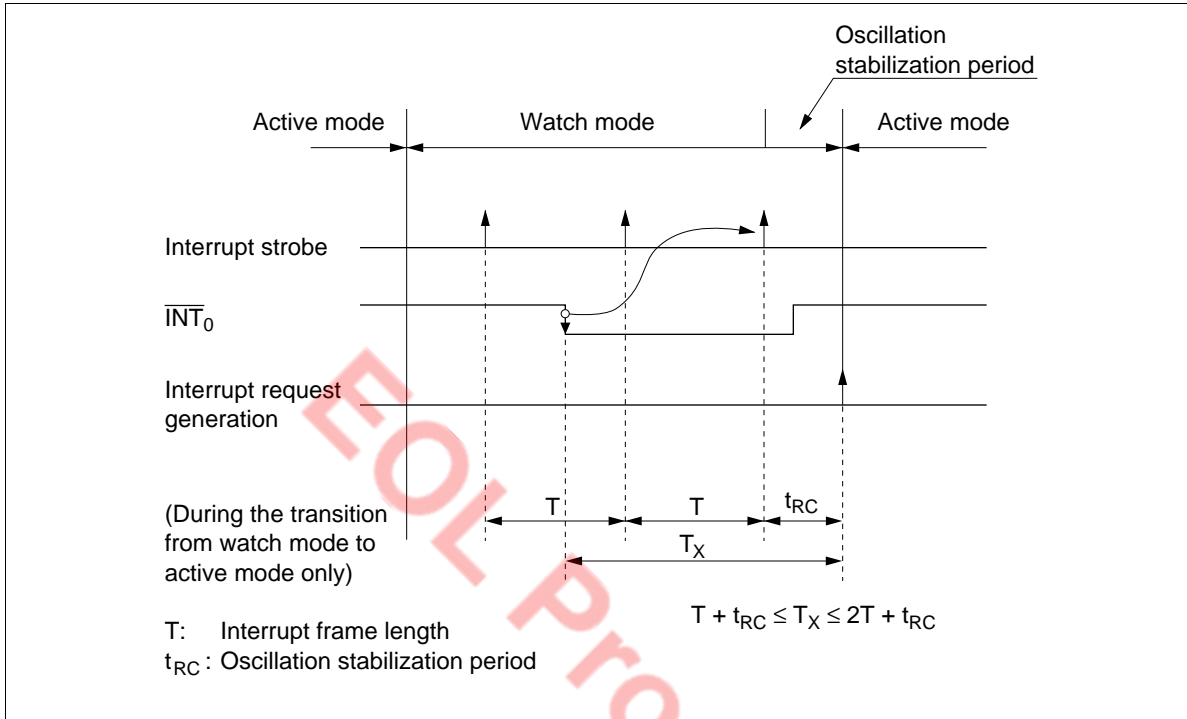 Oscillation
stabilization period
Active mode
Watch mode
Active mode
Interrupt strobe
INT0
Interrupt request
generation
(During the transition
from watch mode to
active mode only)
T
T
tRC
TX
T + tRC ≤ TX ≤ 2T + tRC
T: Interrupt frame length
tRC : Oscillation stabilization period
EOL Pro